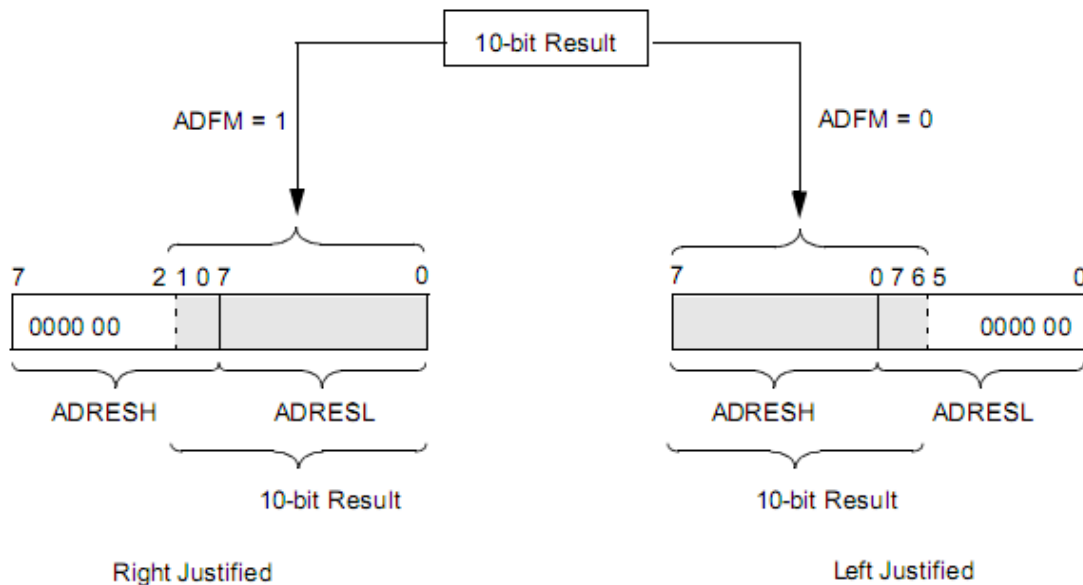 10-bit Result
ADFM = 1
ADFM = 0
7 2 1 0 7 0
7 0 7 6 5 0
0000 00
0000 00
ADRESH ADRESL
ADRESH ADRESL
10-bit Result
10-bit Result
Right Justified
Left Justified